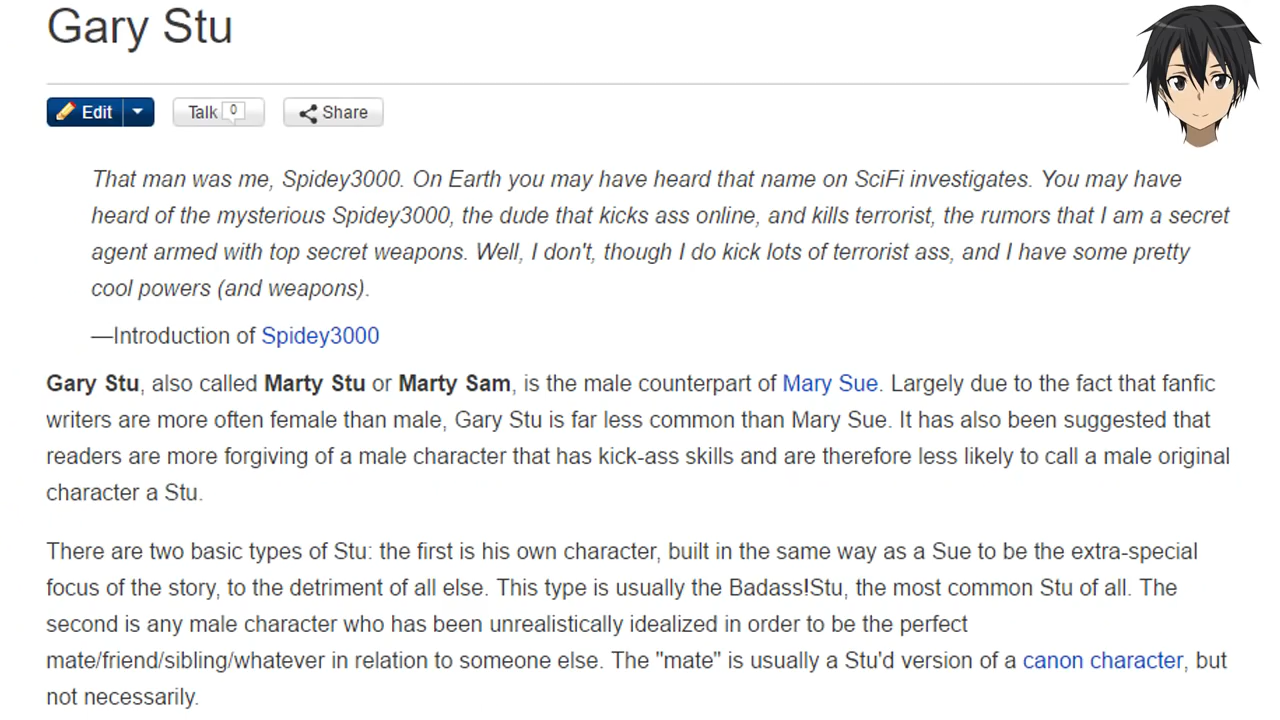 Gary Stu
Edit
Talk 0
Share
That man was me, Spidey3000. On Earth you may have heard that name on SciFi investigates. You may have
heard of the mysterious Spidey3000, the dude that kicks ass online, and kills terrorist, the rumors that I am a secret
agent armed with top secret weapons. Well, I don't, though I do kick lots of terrorist ass, and I have some pretty
cool powers (and weapons).
—Introduction of Spidey3000
Gary Stu, also called Marty Stu or Marty Sam, is the male counterpart of Mary Sue. Largely due to the fact that fanfic
writers are more often female than male, Gary Stu is far less common than Mary Sue. It has also been suggested that
readers are more forgiving of a male character that has kick-ass skills and are therefore less likely to call a male original
character a Stu.
There are two basic types of Stu: the first is his own character, built in the same way as a Sue to be the extra-special
focus of the story, to the detriment of all else. This type is usually the Badass!Stu, the most common Stu of all. The
second is any male character who has been unrealistically idealized in order to be the perfect
mate/friend/sibling/whatever in relation to someone else. The "mate" is usually a Stu'd version of a canon character, but
not necessarily.